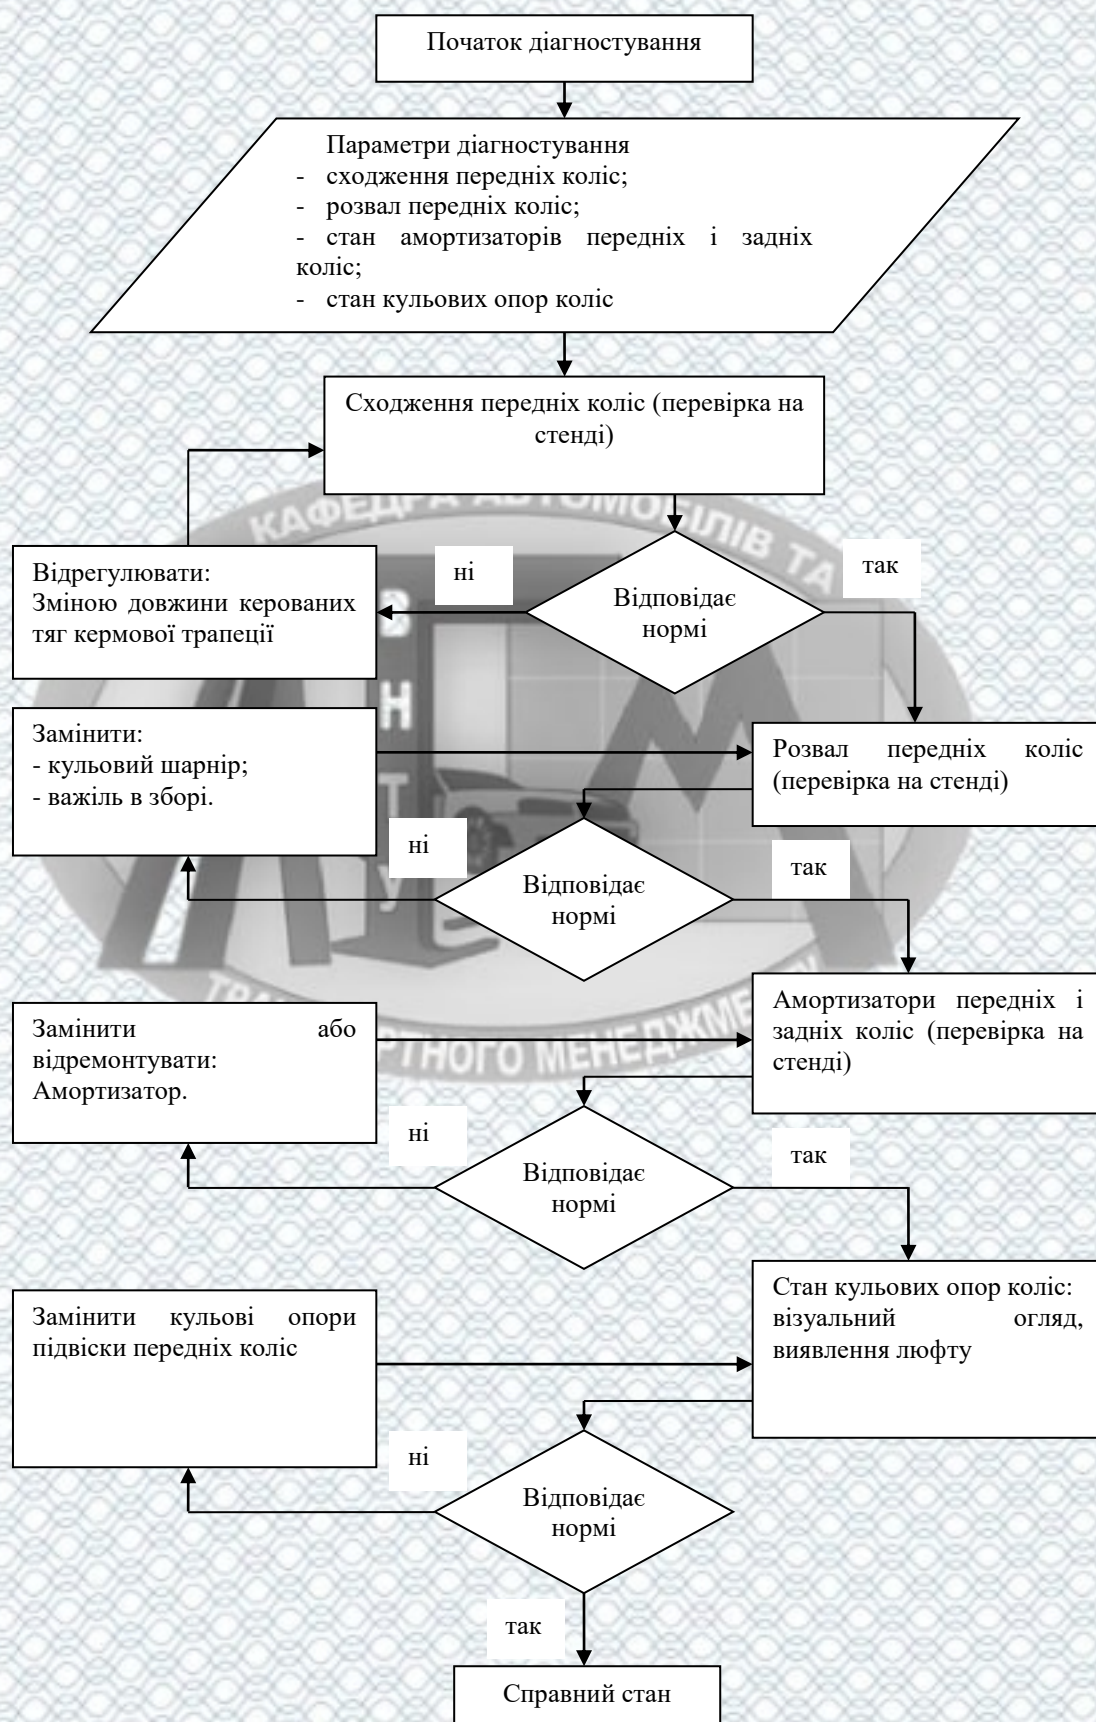 Початок діагностування
Параметри діагностування
- сходження передніх коліс;
- розвал передніх коліс;
- стан амортизаторів передніх і задніх
коліс;
- стан кульових опор коліс
Сходження передніх коліс (перевірка на
стенді)
КАФЕДРА АВТОМОБІЛІВ ТА
Відрегулювати:
Зміною довжини керованих
тяг кермової трапеції
ні
Відповідає
нормі
так
В
Н
Т
У
Замінити:
- кульовий шарнір;
- важіль в зборі.
Розвал передніх коліс
(перевірка на стенді)
ні
Відповідає
нормі
так
Замінити або
відремонтувати:
Амортизатор.
Амортизатори передніх і
задніх коліс (перевірка на
стенді)
ні
Відповідає
нормі
так
Замінити кульові опори
підвіски передніх коліс
Стан кульових опор коліс:
візуальний огляд,
виявлення люфту
ні
Відповідає
нормі
так
Справний стан